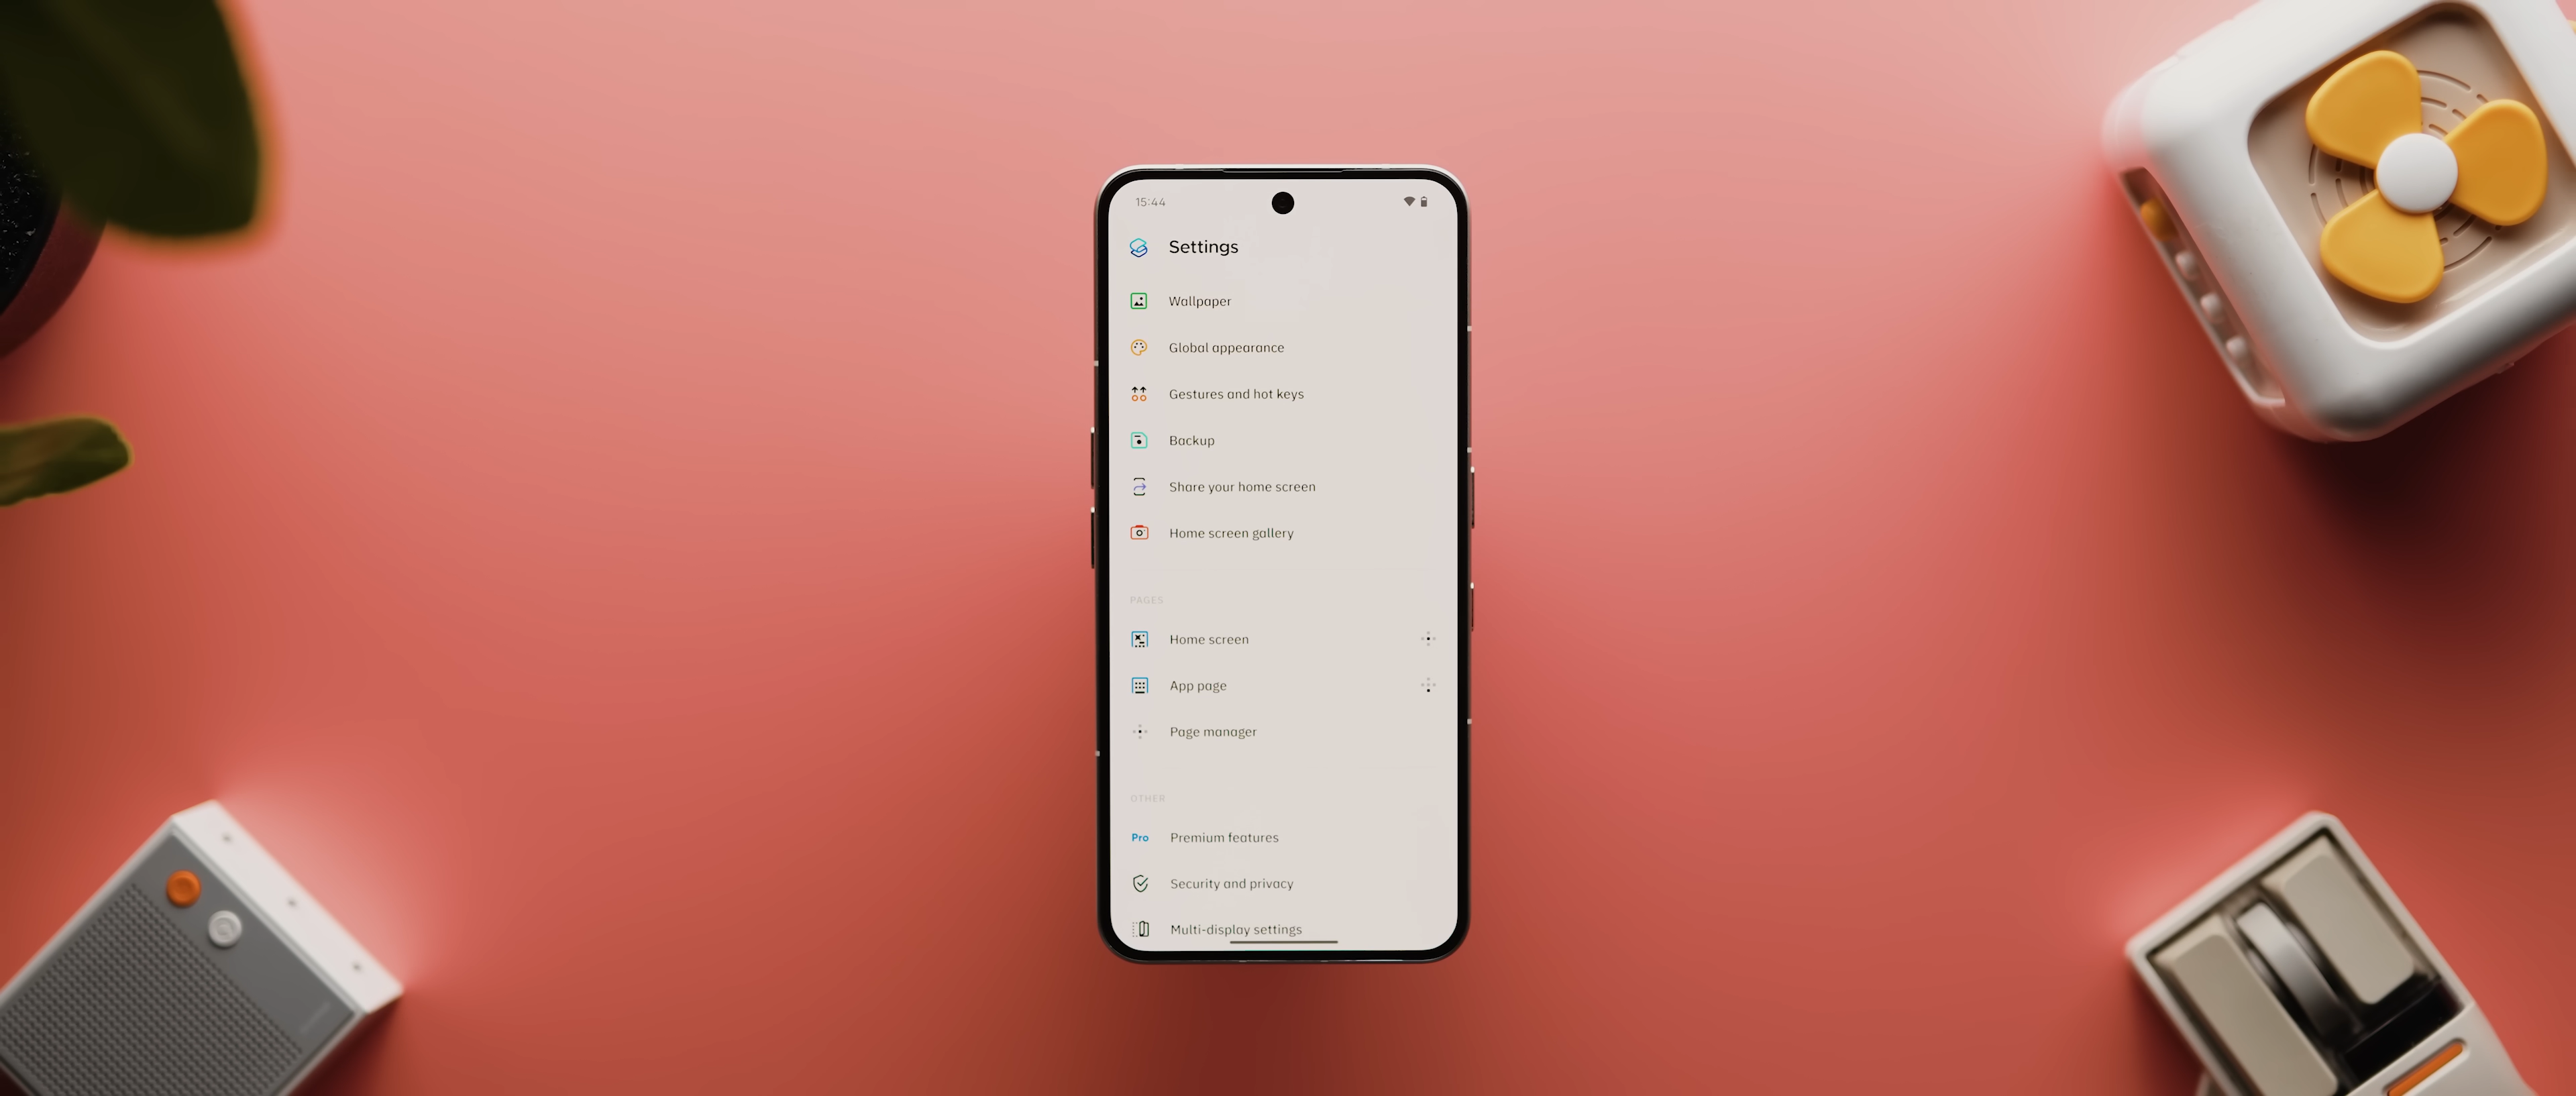 15:44
Settings
Wallpaper
Global appearance
Gestures and hot keys
Backup
Share your home screen
Home screen gallery
PAGES
Home screen
App page
Page manager
OTHER
Pro Premium features
Security and privacy
Multi-display settings